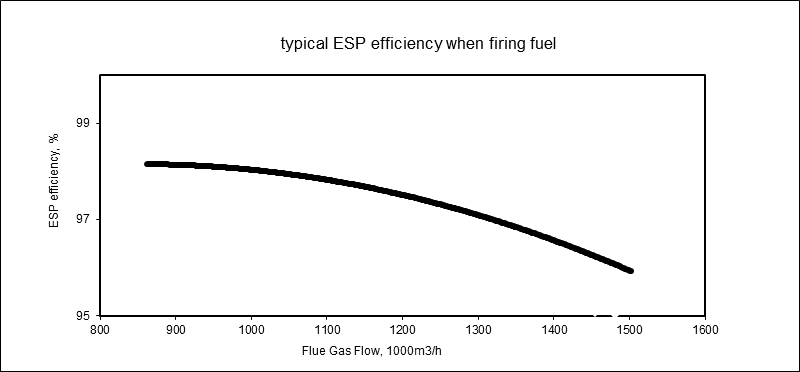 typical ESP efficiency when firing fuel
99
97
95
ESP efficiency, %
800 900 1000 1100 1200 1300 1400 1500 1600
Flue Gas Flow, 1000m3/h